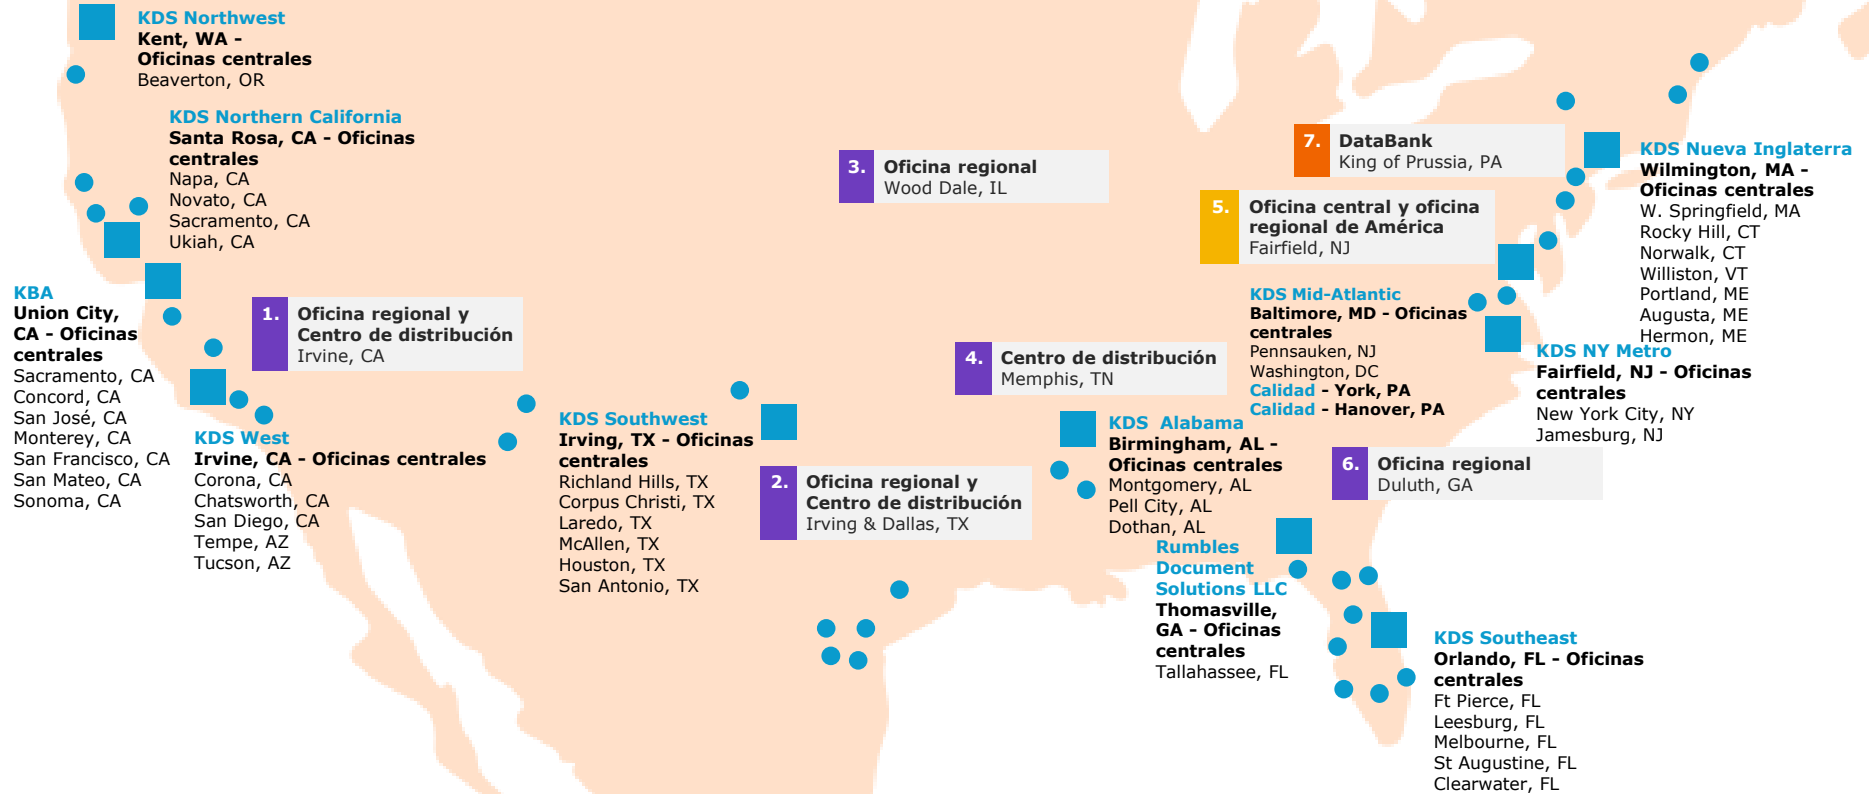 KDS Northwest
Kent, WA -
Oficinas centrales
Beaverton, OR
KDS Northern California
Santa Rosa, CA - Oficinas
centrales
Napa, CA
Novato, CA
Sacramento, CA
Ukiah, CA
KBA
Union City,
CA - Oficinas
centrales
Sacramento, CA
Concord, CA
San José, CA
Monterey, CA
San Francisco, CA
San Mateo, CA
Sonoma, CA
1. Oficina regional y
Centro de distribución
Irvine, CA
KDS West
Irvine, CA - Oficinas centrales
Corona, CA
Chatsworth, CA
San Diego, CA
Tempe, AZ
Tucson, AZ
KDS Southwest
Irving, TX - Oficinas
centrales
Richland Hills, TX
Corpus Christi, TX
Laredo, TX
McAllen, TX
Houston, TX
San Antonio, TX
2. Oficina regional y
Centro de distribución
Irving & Dallas, TX
3. Oficina regional
Wood Dale, IL
4. Centro de distribución
Memphis, TN
KDS Alabama
Birmingham, AL -
Oficinas centrales
Montgomery, AL
Pell City, AL
Dothan, AL
Rumbles
Document
Solutions LLC
Thomasville,
GA - Oficinas
centrales
Tallahassee, FL
7. DataBank
King of Prussia, PA
5. Oficina central y oficina
regional de América
Fairfield, NJ
KDS Mid-Atlantic
Baltimore, MD - Oficinas
centrales
Pennsauken, NJ
Washington, DC
Calidad - York, PA
Calidad - Hanover, PA
6. Oficina regional
Duluth, GA
KDS Nueva Inglaterra
Wilmington, MA -
Oficinas centrales
W. Springfield, MA
Rocky Hill, CT
Norwalk, CT
Williston, VT
Portland, ME
Augusta, ME
Hermon, ME
KDS NY Metro
Fairfield, NJ - Oficinas
centrales
New York City, NY
Jamesburg, NJ
KDS Southeast
Orlando, FL - Oficinas
centrales
Ft Pierce, FL
Leesburg, FL
Melbourne, FL
St Augustine, FL
Clearwater, FL